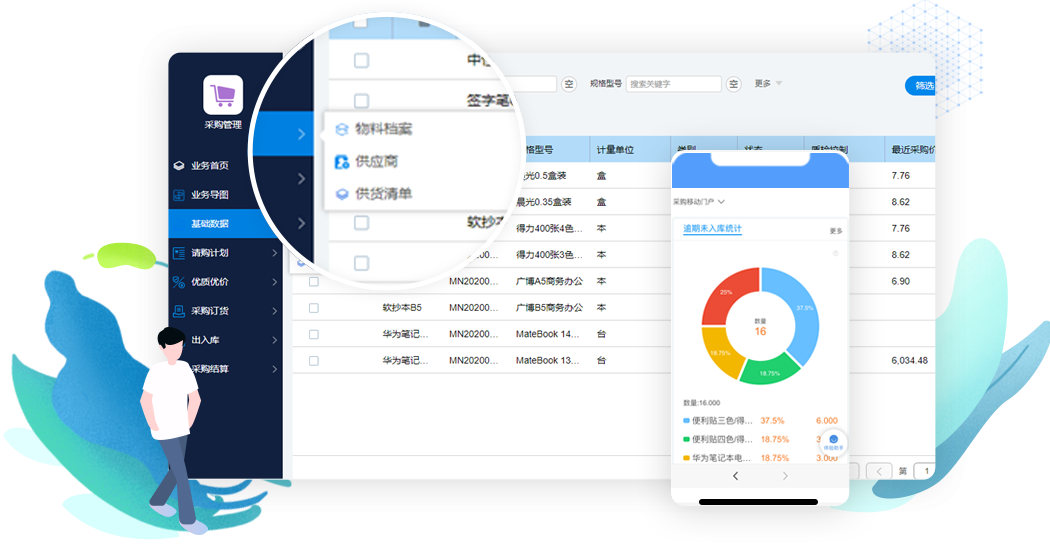 采购管理
业务首页
业务导图
基础数据
请购计划
优质优价
采购订货
出入库
采购结算
物料档案
供应商
供货清单
签字笔
软抄本
空 规格型号 搜索关键字 空 更多
筛选
格型号 计量单位 类别 状态 质检控制 最近采购价
晨光0.5盒装 盒 7.76
晨光0.35盒装 盒 8.62
得力400张4色... 本 7.76
得力400张3色... 本 8.62
MN20200... 广博A5商务办公 本 6.90
软抄本B5 MN20200... 广博B5商务办公 本
华为笔记... MN20200... MateBook 14... 台
华为笔记... MN20200... MateBook 13... 台 6,034.48
第 1
采购移动门户
逾期未入库统计 更多
25%
37.5%
18.75%
18.75%
数量
16
数量:16.000
便利贴三色/得... 37.5% 6.000
便利贴四色/得... 18.75%
华为笔记本电... 18.75% 3.000
体验助手